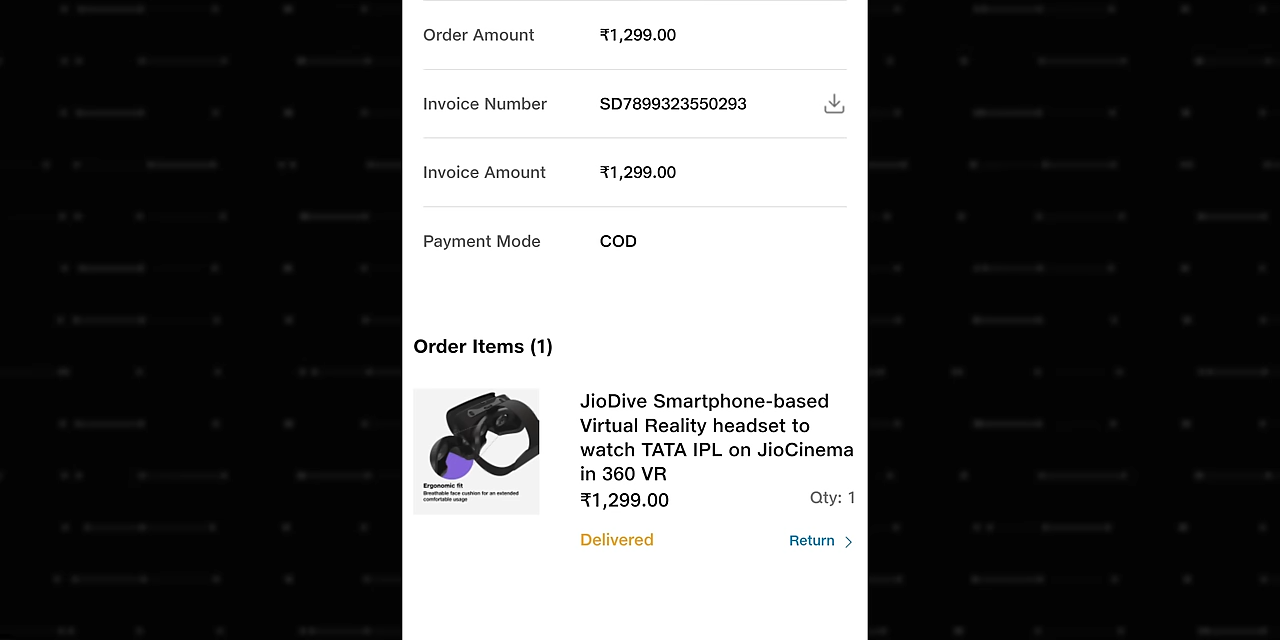 Order Amount ₹1,299.00
Invoice Number SD7899323550293
Invoice Amount ₹1,299.00
Payment Mode COD
Order Items (1)
JioDive Smartphone-based
Virtual Reality headset to
watch TATA IPL on JioCinema
in 360 VR
₹1,299.00 Qty: 1
Ergonomic fit
Breathable face cushion for an extended
comfortable usage
Delivered Return